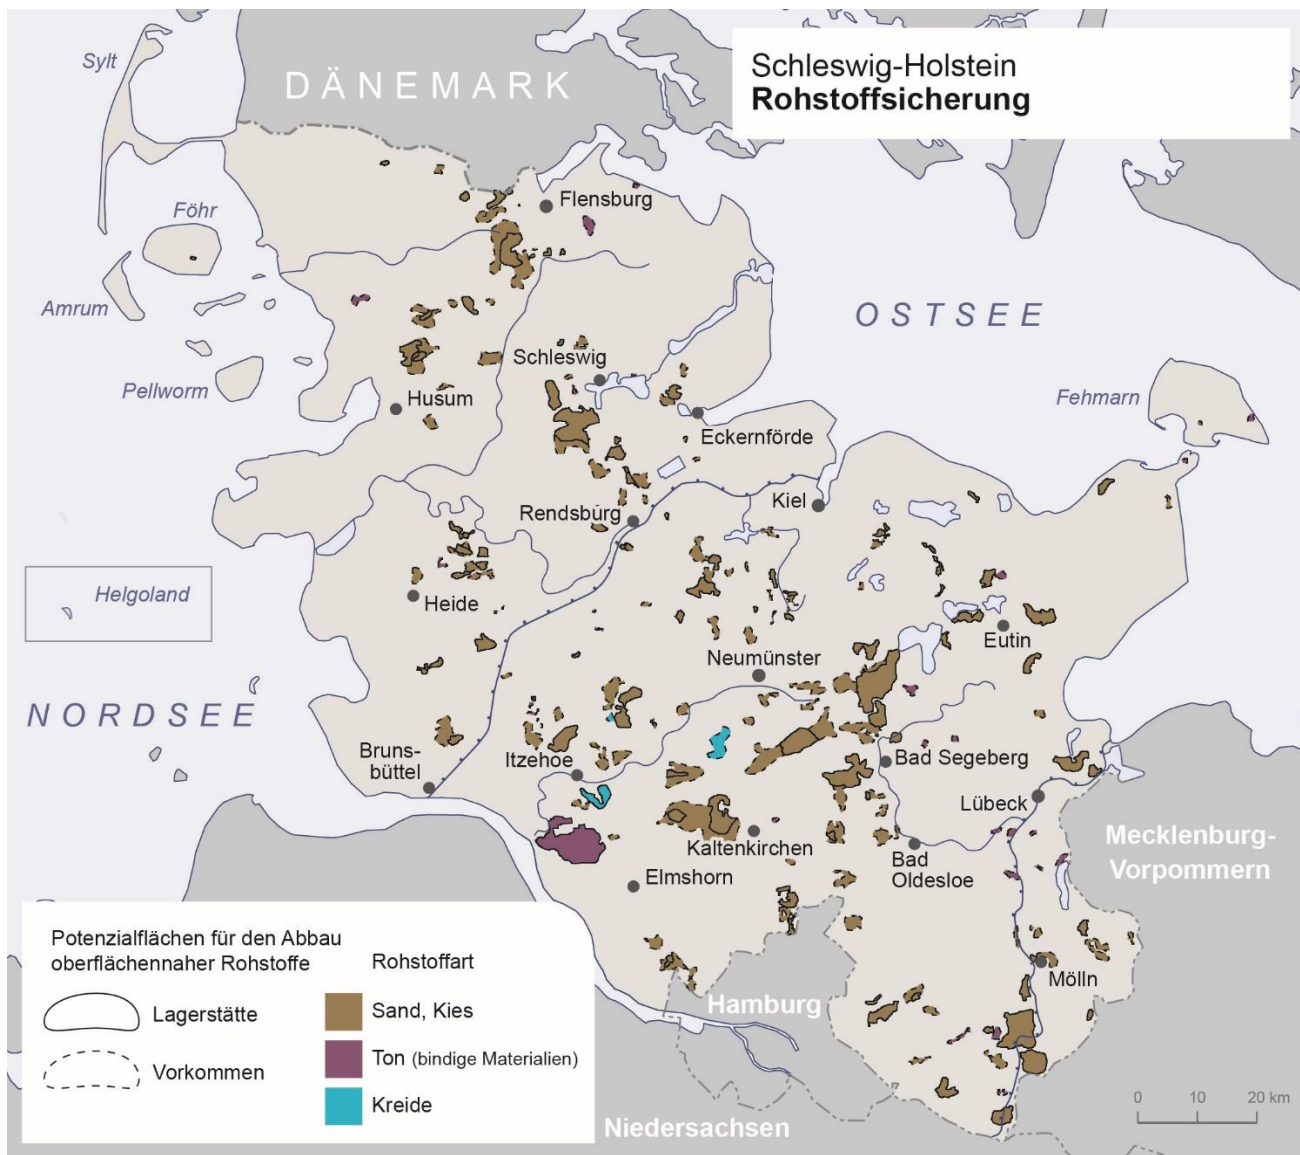 Schleswig-Holstein
Rohstoffsicherung
Sylt
DÄNEMARK
Flensburg
Föhr
Amrum
OSTSEE
Schleswig
Pellworm
Husum
Fehmarn
Eckernförde
Kiel
Rendsburg
Helgoland
Heide
Eutin
Neumünster
NORDSEE
Bruns-
büttel
Itzehoe
Bad Segeberg
Lübeck
Kaltenkirchen
Mecklenburg-
Vorpommern
Bad
Oldesloe
Elmshorn
Mölln
Hamburg
Niedersachsen
Potenzialflächen für den Abbau
oberflächennaher Rohstoffe
Lagerstätte
Vorkommen
Rohstoffart
Sand, Kies
Ton (bindige Materialien)
Kreide
0 10 20 km